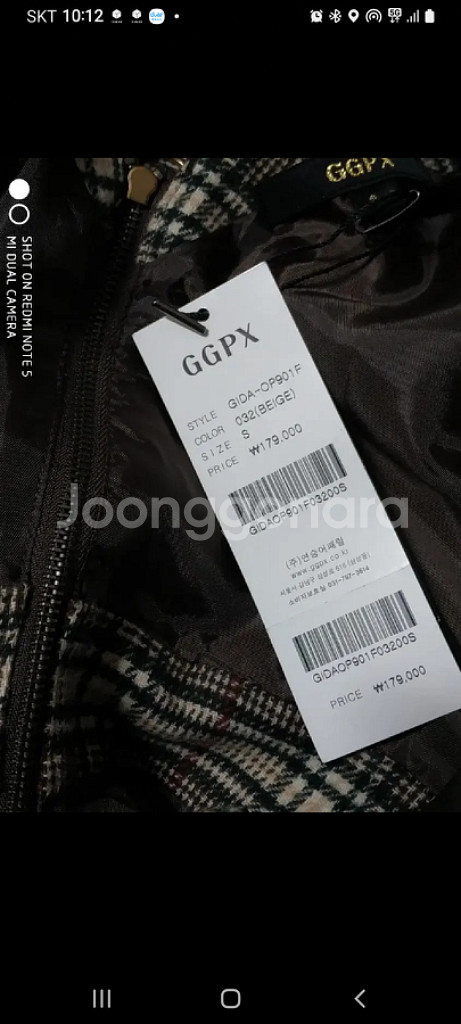 SKT 10:12
5G
GGPX
SHOT ON REDMI NOTE 5
MI DUAL CAMERA
GGPX
STYLE GIDA-OP901F
COLOR 032(BEIGE)
SIZE S
PRICE ₩179,000
GIDAOP901F03200S
Joonggonara
(주)연승어패럴
www.ggpx.co.kr
GIDAOP901F03200S
PRICE ₩179,000